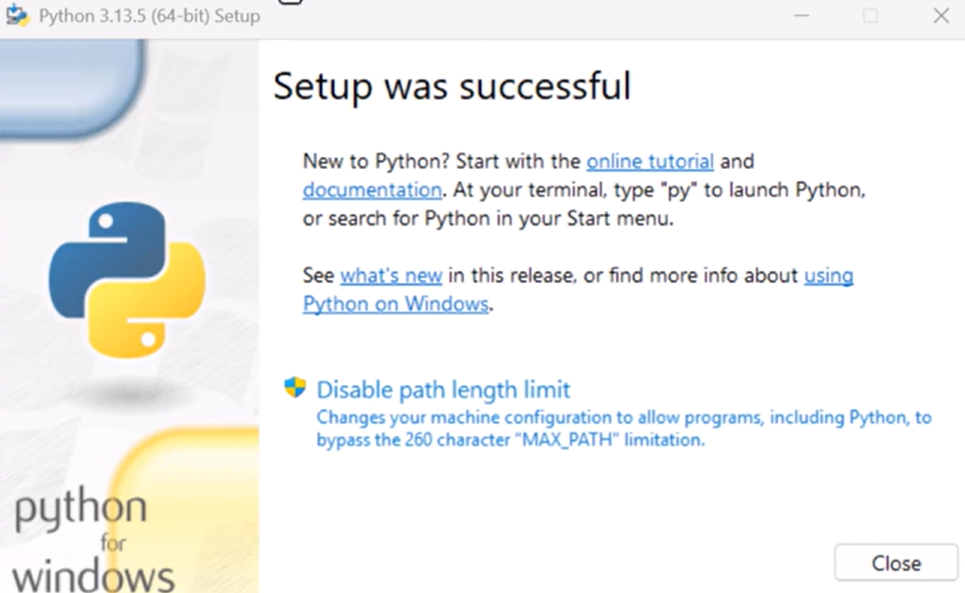 Python 3.13.5 (64-bit) Setup
Setup was successful
New to Python? Start with the online tutorial and
documentation. At your terminal, type "py" to launch Python,
or search for Python in your Start menu.
See what's new in this release, or find more info about using
Python on Windows.
Disable path length limit
Changes your machine configuration to allow programs, including Python, to
bypass the 260 character "MAX_PATH" limitation.
python
for
windows
Close